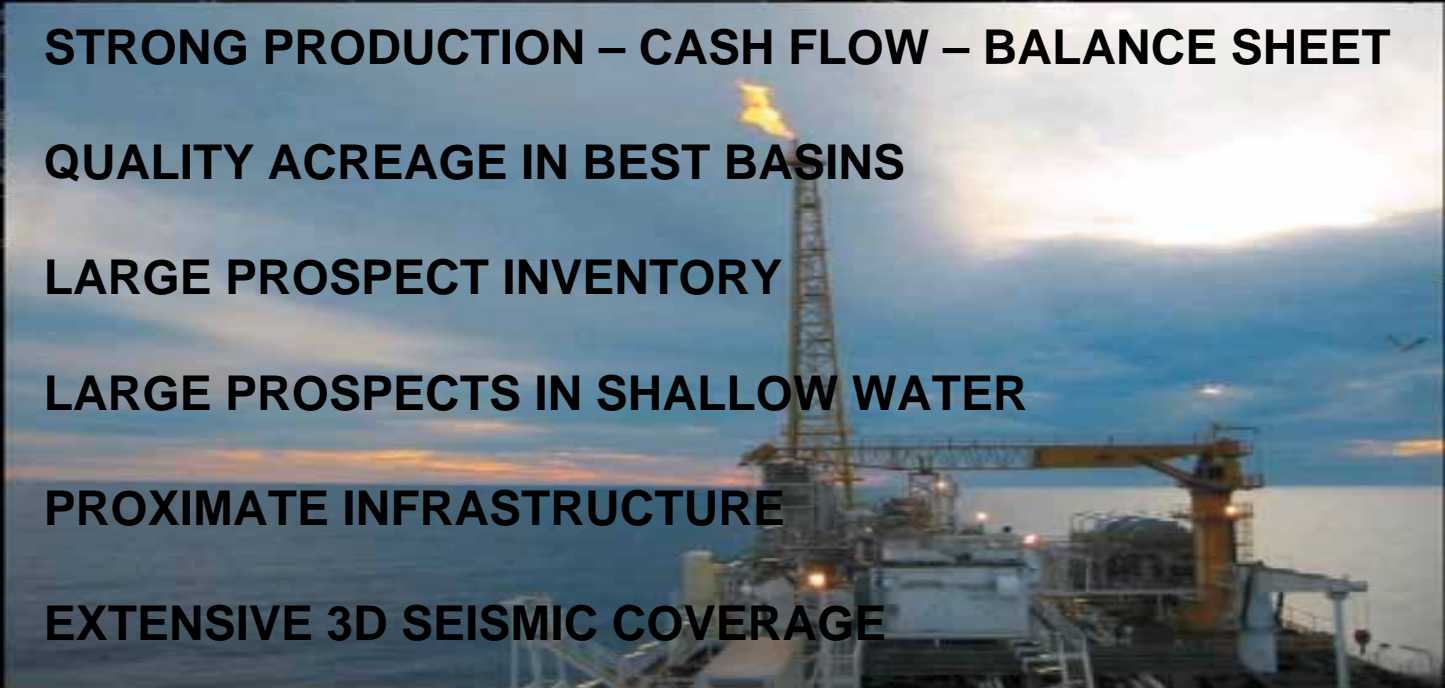 STRONG PRODUCTION – CASH FLOW – BALANCE SHEET
QUALITY ACREAGE IN BEST BASINS
LARGE PROSPECT INVENTORY
LARGE PROSPECTS IN SHALLOW WATER
PROXIMATE INFRASTRUCTURE
EXTENSIVE 3D SEISMIC COVERAGE